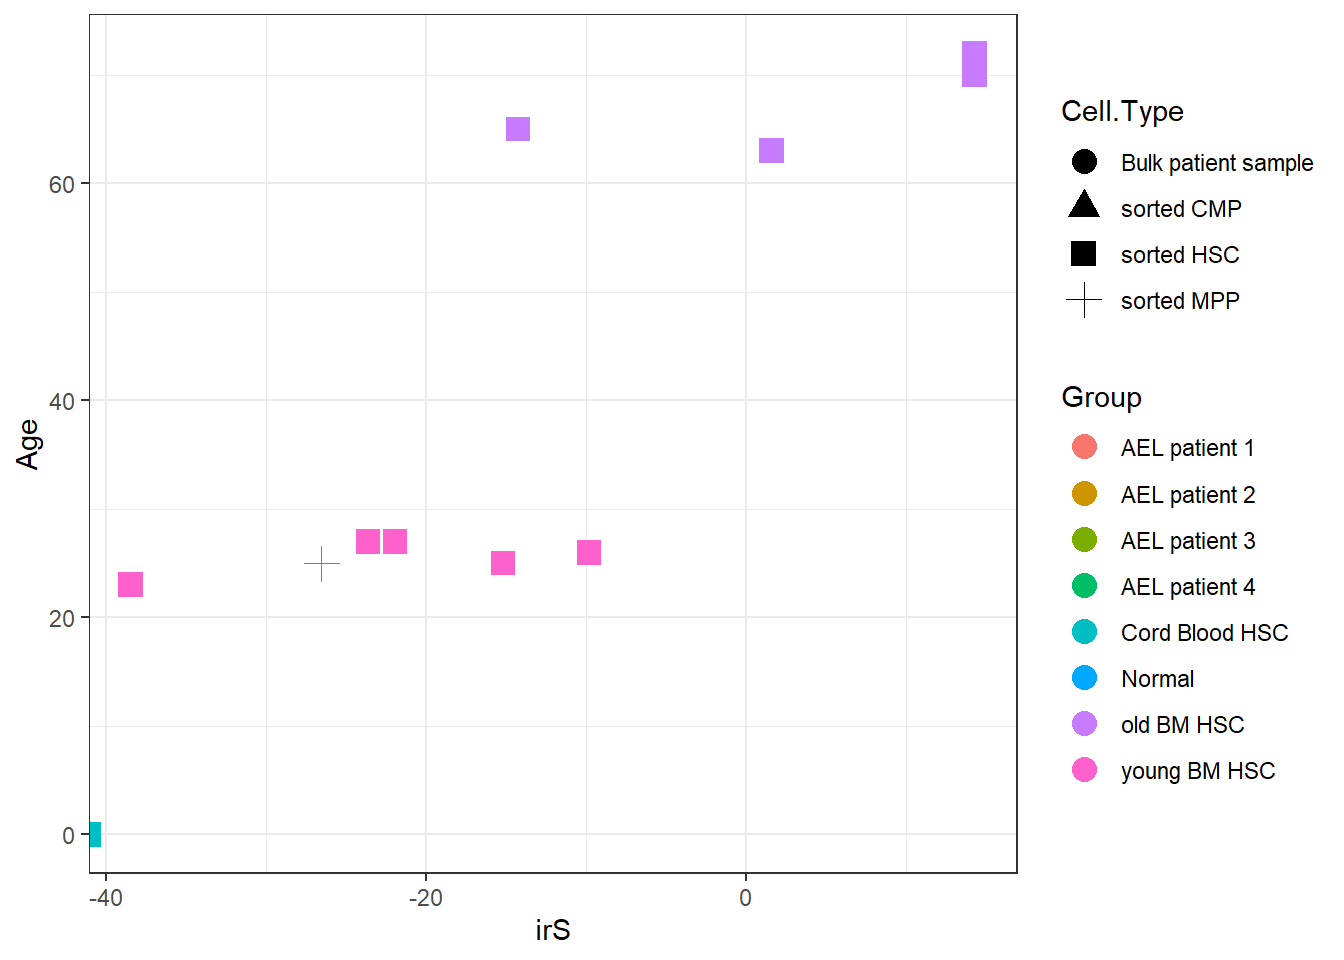 60
40
20
0
Age
-40
-20
0
irS
Cell.Type
Bulk patient sample
sorted CMP
sorted HSC
sorted MPP
Group
AEL patient 1
AEL patient 2
AEL patient 3
AEL patient 4
Cord Blood HSC
Normal
old BM HSC
young BM HSC